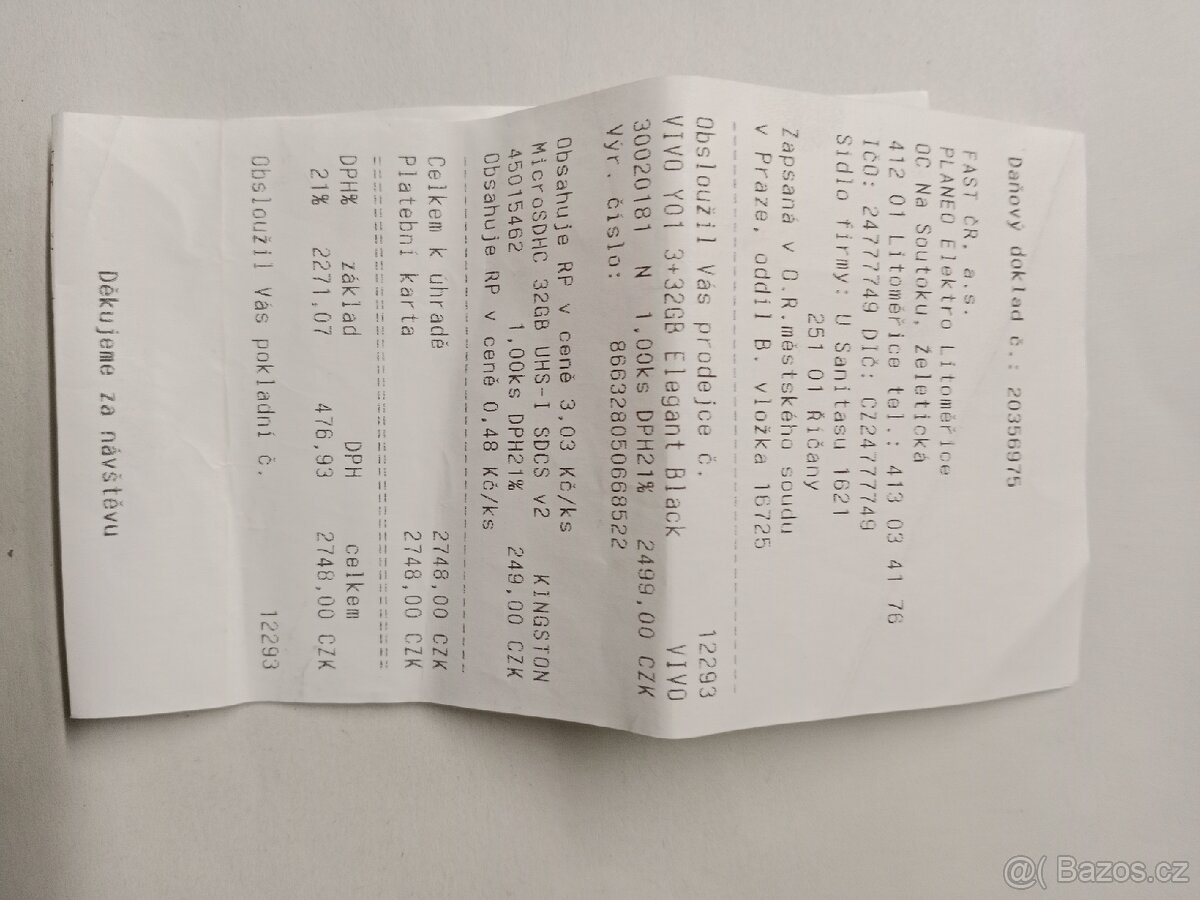 Daňový doklad č.: 20356975
FAST ČR, a.s.
PLANEO Elektro Litoměřice
OC Na Soutoku, Želetická
412 01 Litoměřice tel.: 413 03 41 76
IČO: 24777749 DIČ: CZ24777749
Sídlo firmy: U Sanitasu 1621
251 01 Říčany
Zapsaná v O.R.městského soudu
v Praze, oddíl B. vložka 16725
------------------------------------------
Obsloužil Vás prodejce č. 12293
VIVO Y01 3+32GB Elegant Black VIVO
30020181 N 1,00ks DPH21% 2499,00 CZK
Výr. číslo: 866328050668522
Obsahuje RP v ceně 3,03 Kč/ks
MicroSDHC 32GB UHS-I SDCS v2 KINGSTON
45015462 1,00ks DPH21% 249,00 CZK
Obsahuje RP v ceně 0,48 Kč/ks
------------------------------------------
Celkem k úhradě 2748,00 CZK
Platební karta 2748,00 CZK
==========================================
DPH% základ DPH celkem
21% 2271,07 476,93 2748,00 CZK
Obsloužil Vás pokladní č. 12293
Děkujeme za návštěvu
@( Bazos.cz